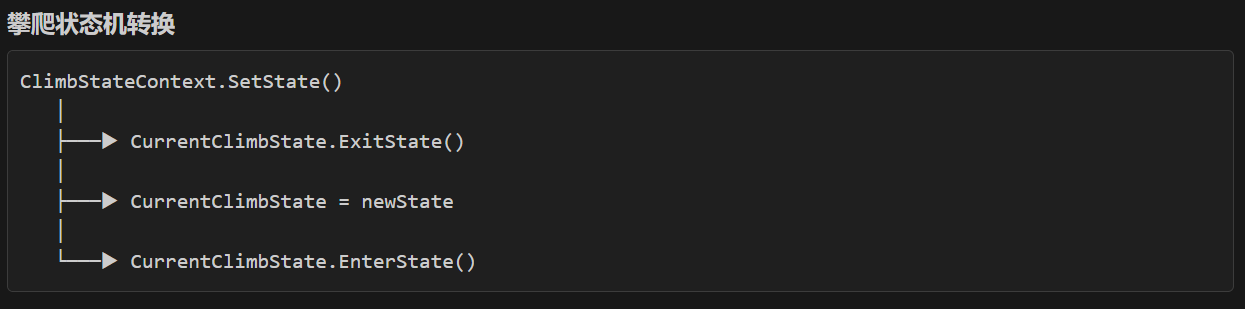 攀爬状态机转换
ClimbStateContext.SetState()
│
├──▶ CurrentClimbState.ExitState()
│
├──▶ CurrentClimbState = newState
│
└──▶ CurrentClimbState.EnterState()